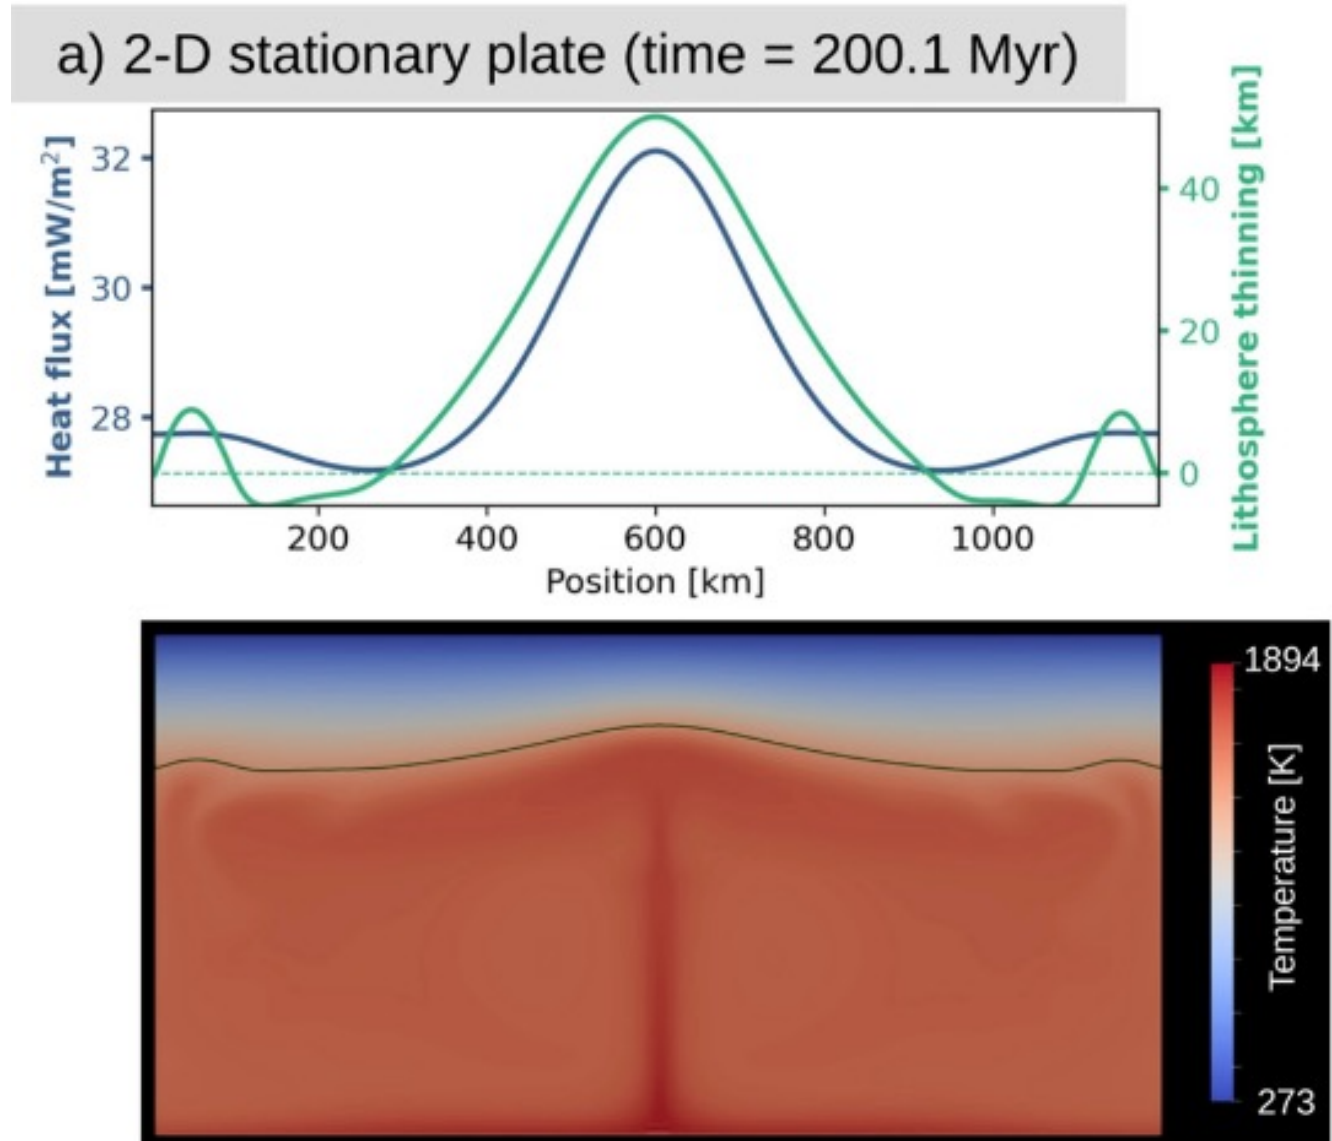 a) 2-D stationary plate (time = 200.1 Myr)
Heat flux [mW/m²]
32
30
28
Lithosphere thinning [km]
40
20
0
200 400 600 800 1000
Position [km]
1894
Temperature [K]
273